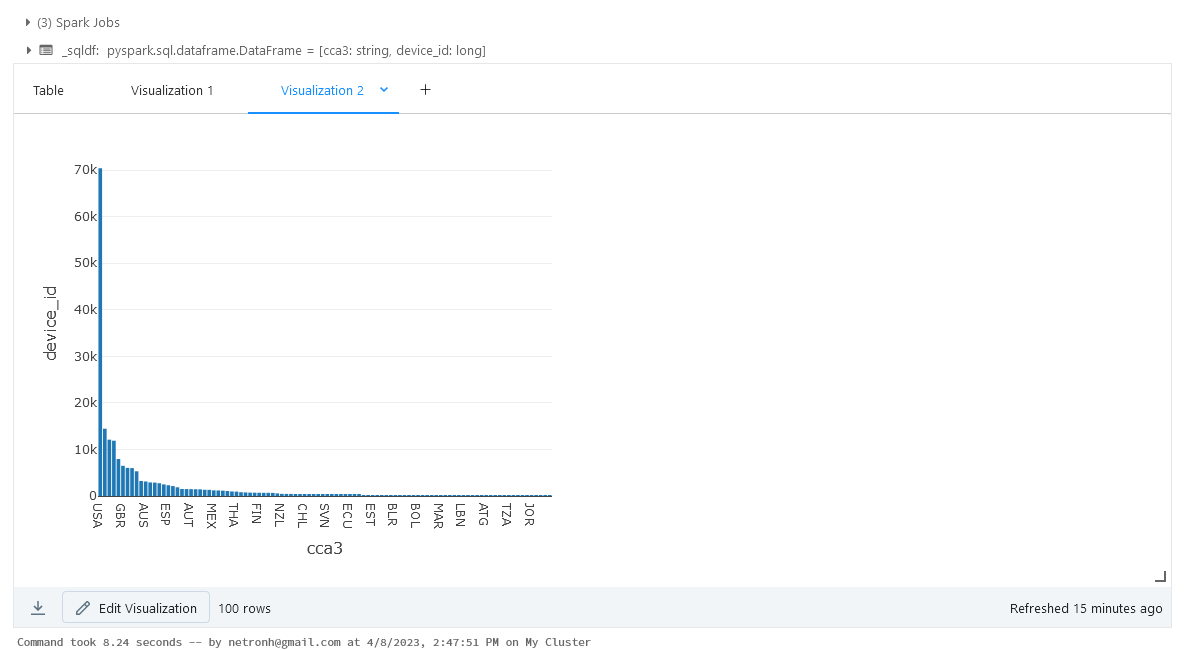 (3) Spark Jobs
_sqldf: pyspark.sql.dataframe.DataFrame = [cca3: string, device_id: long]
Table Visualization 1 Visualization 2 +
70k
60k
50k
40k
30k
20k
10k
0
device_id
USA GBR AUS ESP AUT MEX THA FIN NZL CHL SVN ECU EST BLR BOL MAR LBN ATG TZA JOR
cca3
Edit Visualization 100 rows Refreshed 15 minutes ago
Command took 8.24 seconds -- by netronh@gmail.com at 4/8/2023, 2:47:51 PM on My Cluster